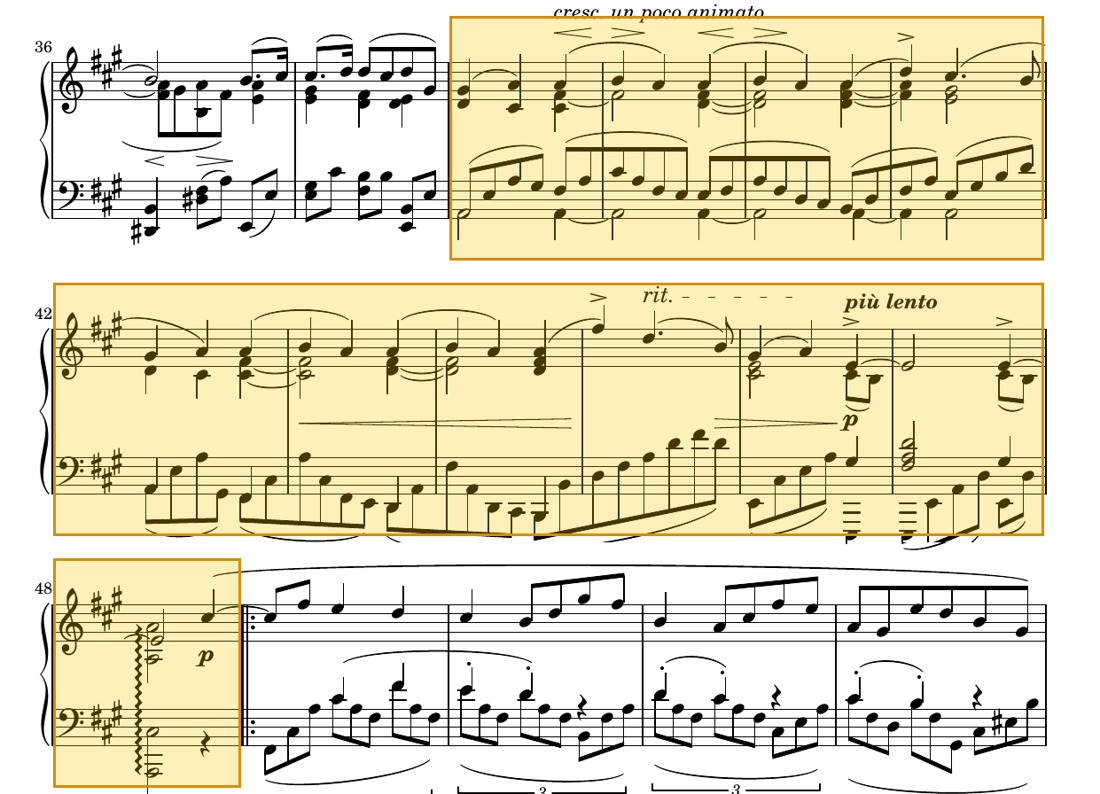 cresc. un poco animato
36
rit.
più lento
42
p
48
p
3
3